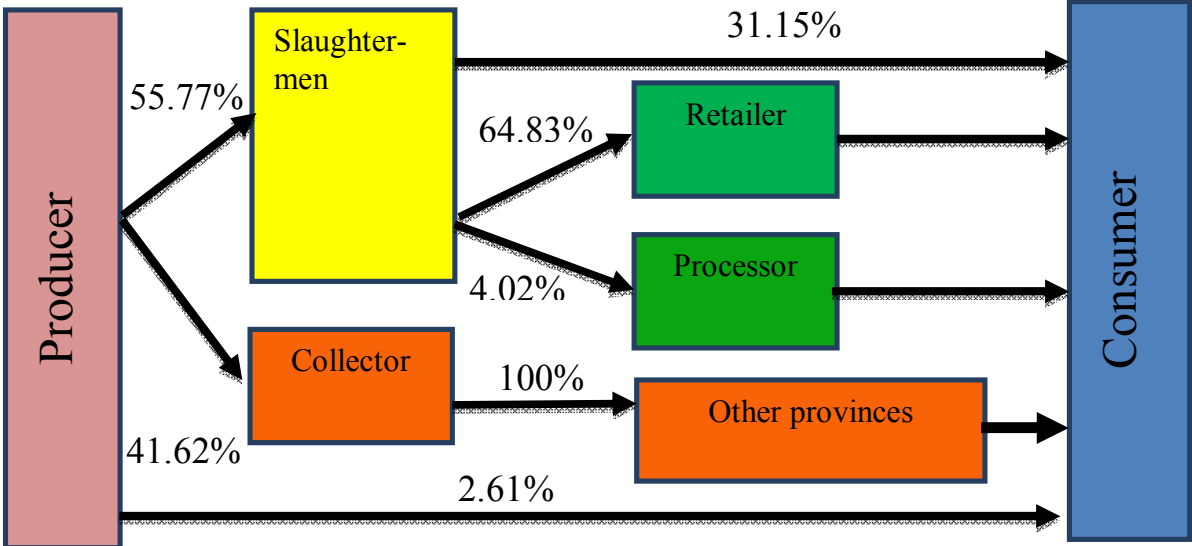 Producer
55.77%
41.62%
2.61%
Slaughter-
men
Collector
31.15%
64.83%
4.02%
100%
Retailer
Processor
Other provinces
Consumer